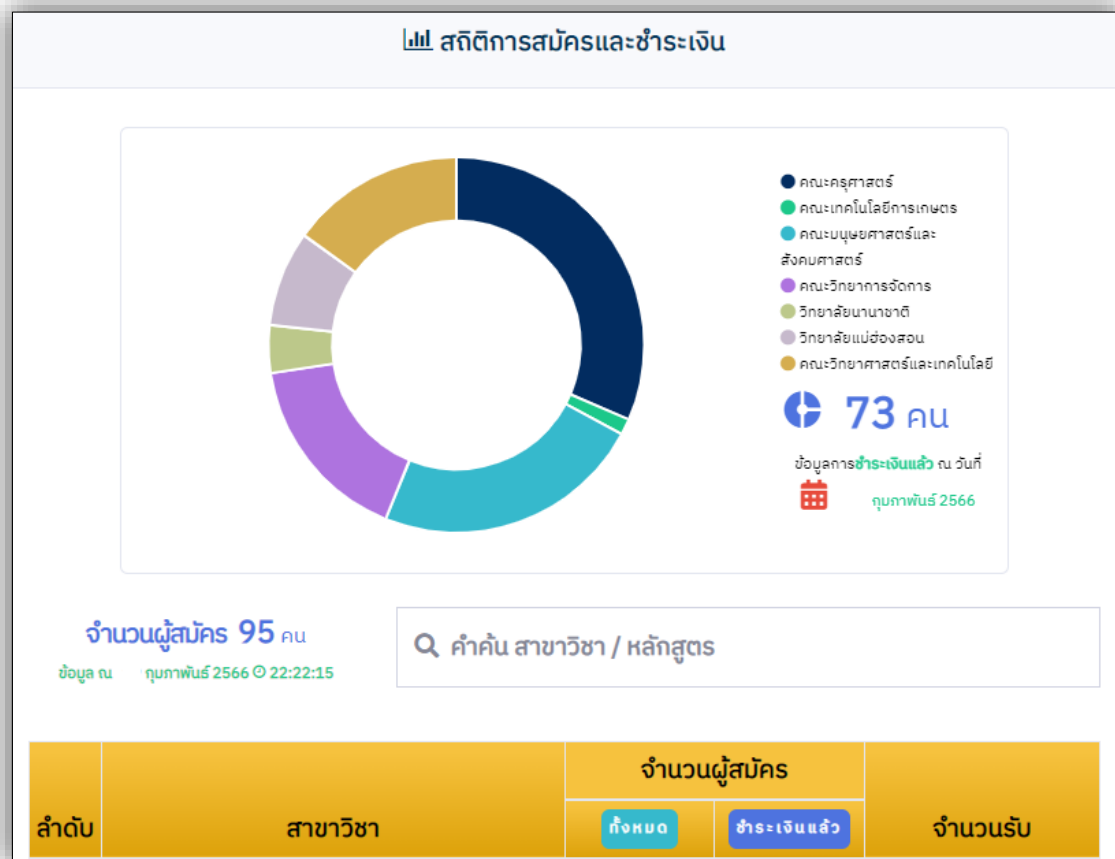 สถิติการสมัครและชำระเงิน
คณะครุศาสตร์
คณะเทคโนโลยีการเกษตร
คณะมนุษยศาสตร์และ
สังคมศาสตร์
คณะวิทยาการจัดการ
วิทยาลัยนานาชาติ
วิทยาลัยแม่ฮ่องสอน
คณะวิทยาศาสตร์และเทคโนโลยี
73 คน
ข้อมูลการชำระเงินแล้ว ณ วันที่
กุมภาพันธ์ 2566
จำนวนผู้สมัคร 95 คน
ข้อมูล ณ กุมภาพันธ์ 2566 22:22:15
คำค้น สาขาวิชา / หลักสูตร
ลำดับ
สาขาวิชา
จำนวนผู้สมัคร
ทั้งหมด
ชำระเงินแล้ว
จำนวนรับ